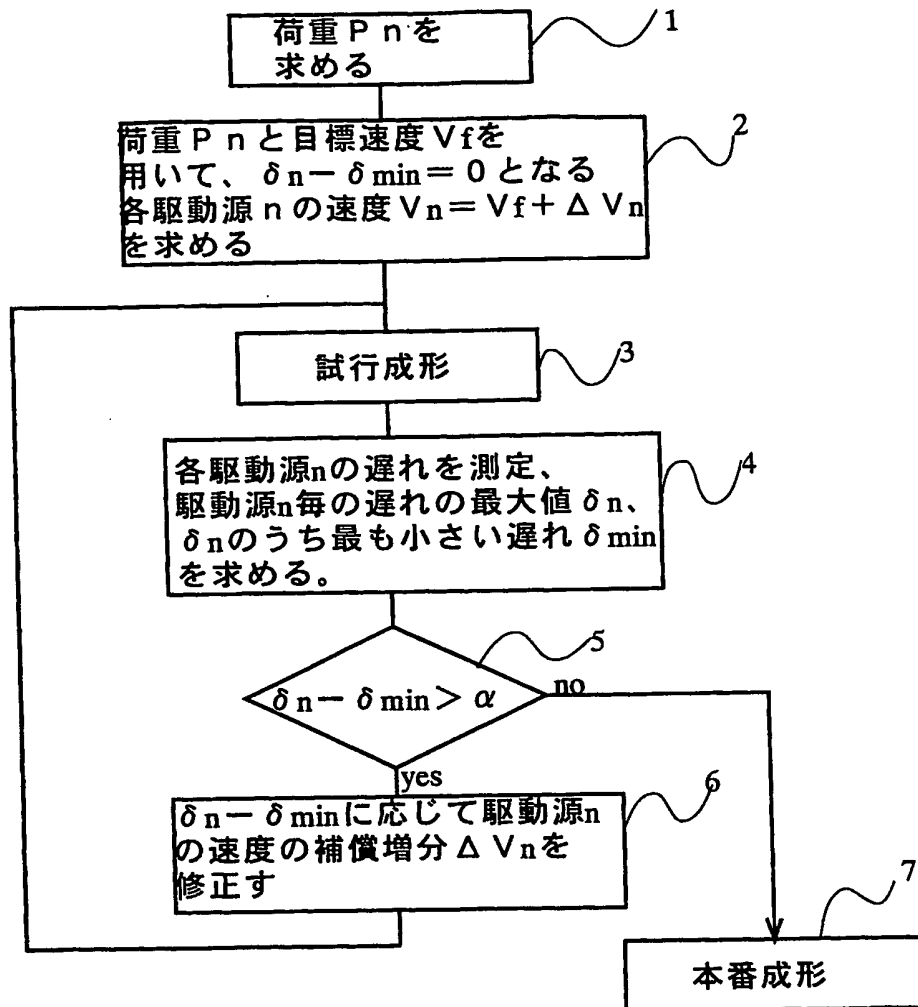 荷重Pnを
求める
1
荷重Pnと目標速度Vfを
用いて、δn－δmin＝0となる
各駆動源nの速度Vn＝Vf＋ΔVn
を求める
2
試行成形
3
各駆動源nの遅れを測定、
駆動源n毎の遅れの最大値δn、
δnのうち最も小さい遅れδmin
を求める。
4
5
δn－δmin＞α
no
yes
δn－δminに応じて駆動源n
の速度の補償増分ΔVnを
修正す
6
7
本番成形